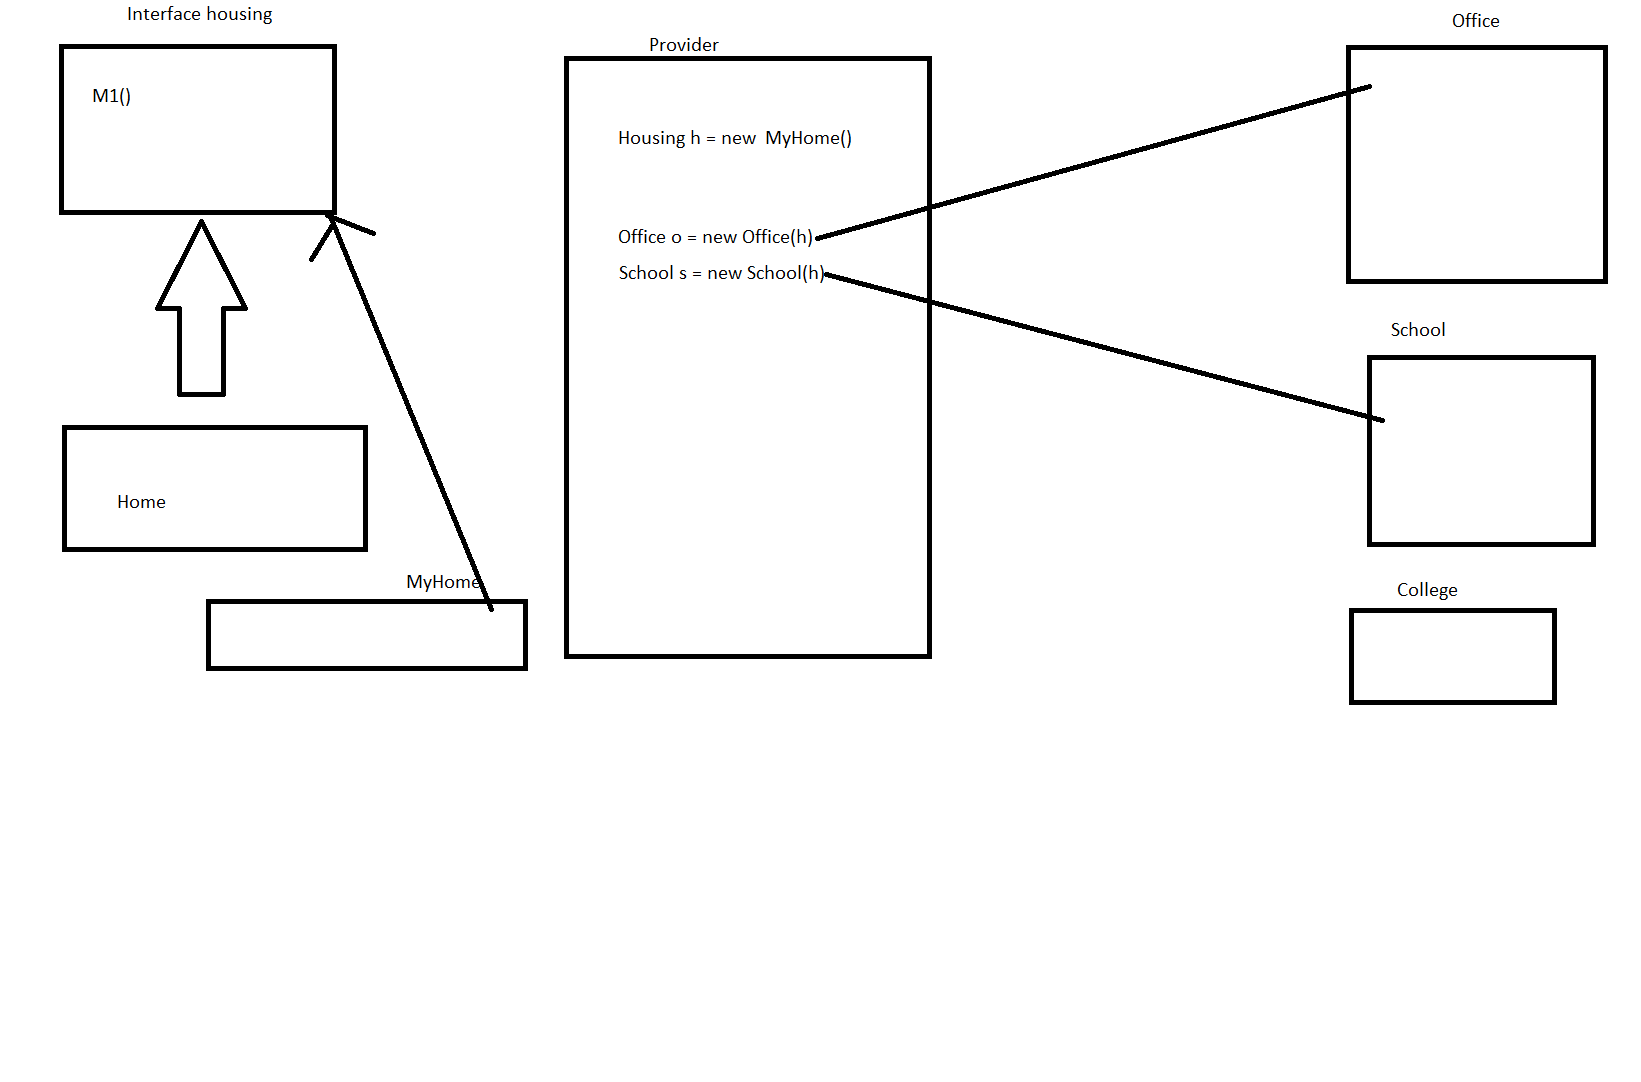 Interface housing
M1()
Home
MyHome
Provider
Housing h = new  MyHome()
Office o = new Office(h)
School s = new School(h)
Office
School
College